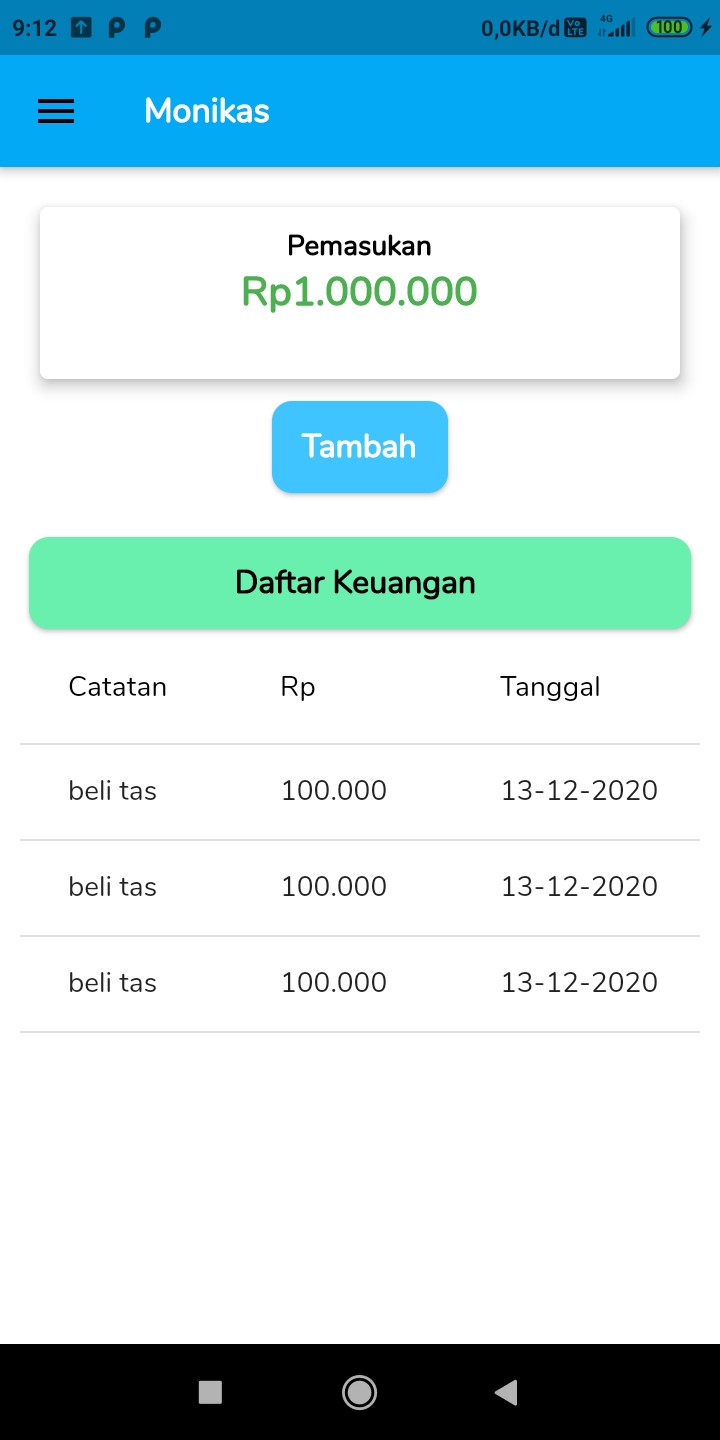 9:12 0,0KB/d Vo LTE 4G 100
Monikas
Pemasukan
Rp1.000.000
Tambah
Daftar Keuangan
Catatan Rp Tanggal
beli tas 100.000 13-12-2020
beli tas 100.000 13-12-2020
beli tas 100.000 13-12-2020